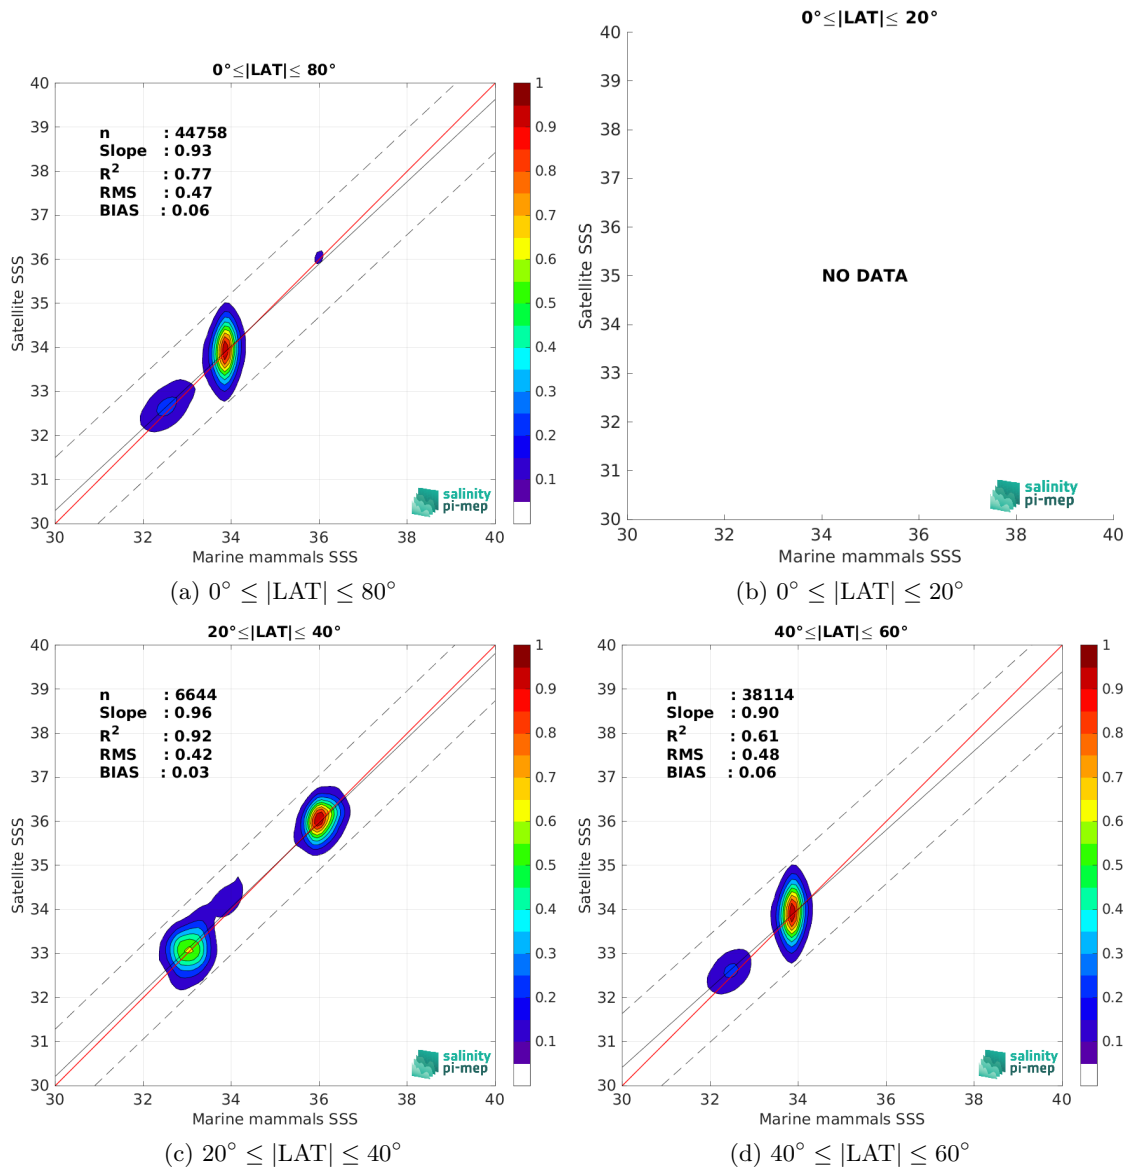 0°≤|LAT|≤ 80°
40
39
38
37
36
35
34
33
32
31
30
Satellite SSS
n : 44758
Slope : 0.93
R² : 0.77
RMS : 0.47
BIAS : 0.06
salinity
pi-mep
30 32 34 36 38 40
Marine mammals SSS
1
0.9
0.8
0.7
0.6
0.5
0.4
0.3
0.2
0.1
(a) 0° ≤ |LAT| ≤ 80°
0°≤|LAT|≤ 20°
40
39
38
37
36
35
34
33
32
31
30
Satellite SSS
NO DATA
salinity
pi-mep
30 32 34 36 38 40
Marine mammals SSS
(b) 0° ≤ |LAT| ≤ 20°
20°≤|LAT|≤ 40°
40
39
38
37
36
35
34
33
32
31
30
Satellite SSS
n : 6644
Slope : 0.96
R² : 0.92
RMS : 0.42
BIAS : 0.03
salinity
pi-mep
30 32 34 36 38 40
Marine mammals SSS
1
0.9
0.8
0.7
0.6
0.5
0.4
0.3
0.2
0.1
(c) 20° ≤ |LAT| ≤ 40°
40°≤|LAT|≤ 60°
40
39
38
37
36
35
34
33
32
31
30
Satellite SSS
n : 38114
Slope : 0.90
R² : 0.61
RMS : 0.48
BIAS : 0.06
salinity
pi-mep
30 32 34 36 38 40
Marine mammals SSS
1
0.9
0.8
0.7
0.6
0.5
0.4
0.3
0.2
0.1
(d) 40° ≤ |LAT| ≤ 60°